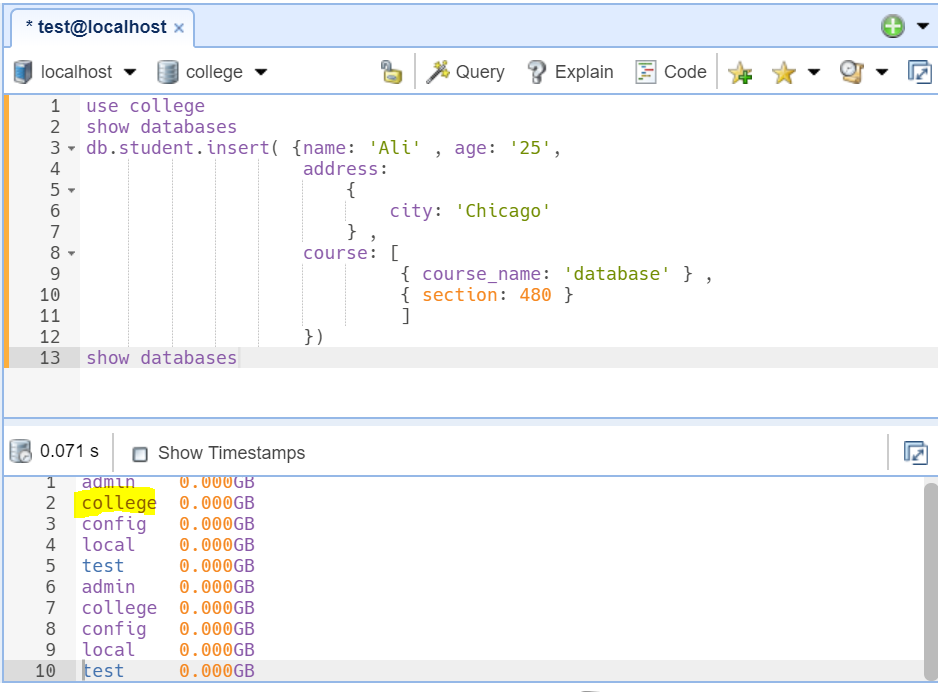 * test@localhost ×
localhost college Query Explain Code
1 use college
2 show databases
3 db.student.insert( {name: 'Ali' , age: '25',
4 address:
5 {
6 city: 'Chicago'
7 } ,
8 course: [
9 { course_name: 'database' } ,
10 { section: 480 }
11 ]
12 })
13 show databases
0.071 s Show Timestamps
1 admin 0.000GB
2 college 0.000GB
3 config 0.000GB
4 local 0.000GB
5 test 0.000GB
6 admin 0.000GB
7 college 0.000GB
8 config 0.000GB
9 local 0.000GB
10 test 0.000GB